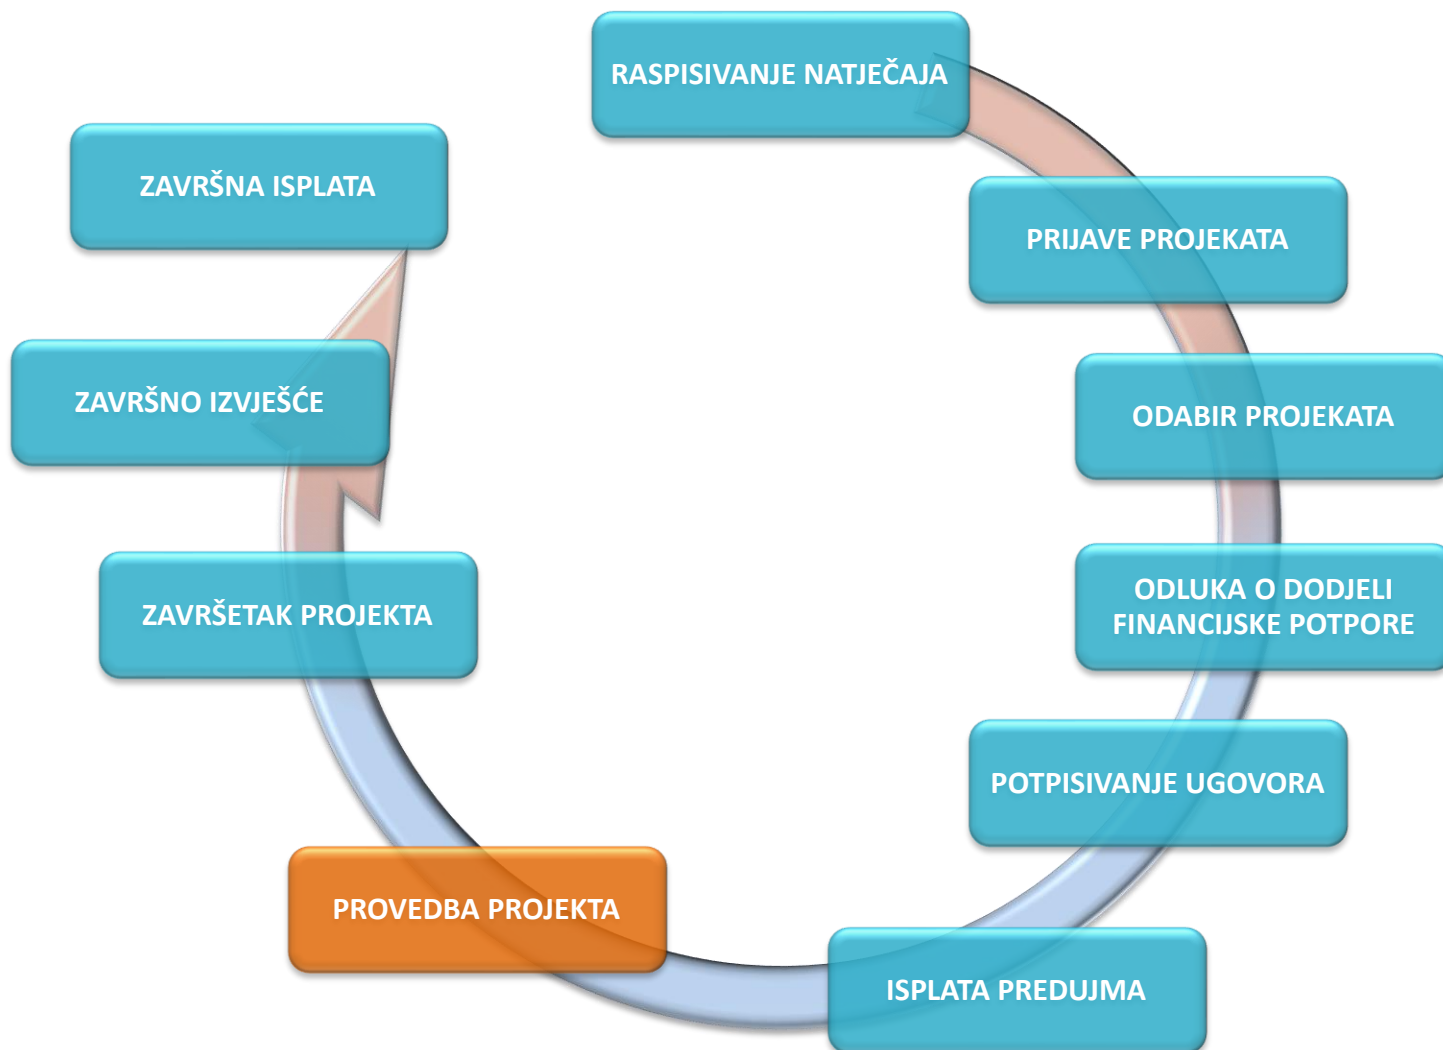 RASPISIVANJE NATJEČAJA
PRIJAVE PROJEKATA
ODABIR PROJEKATA
ODLUKA O DODJELI
FINANCIJSKE POTPORE
POTPISIVANJE UGOVORA
ISPLATA PREDUJMA
PROVEDBA PROJEKTA
ZAVRŠETAK PROJEKTA
ZAVRŠNO IZVJEŠĆE
ZAVRŠNA ISPLATA